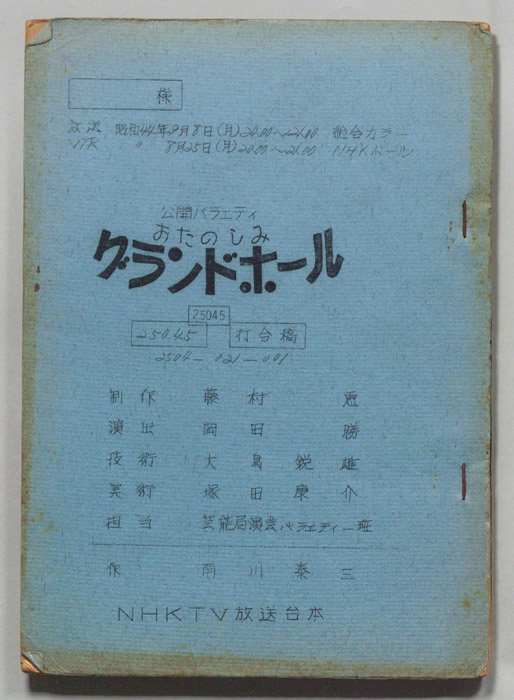 様
放送 昭和44年9月8日(月)20.00〜21.00 総合カラー
VTR 〃 8月25日(月)20.00〜21.00 NHKホール
公開バラエティ
おたのしみ
グランドホール
25045
250.45 打合稿
2504-021-001
制作 藤村 恵
演出 岡田 勝
技術 大島鋭雄
美術 塚田康介
担当 芸能局演芸バラエティー班
作 雨川泰三
NHKTV放送台本